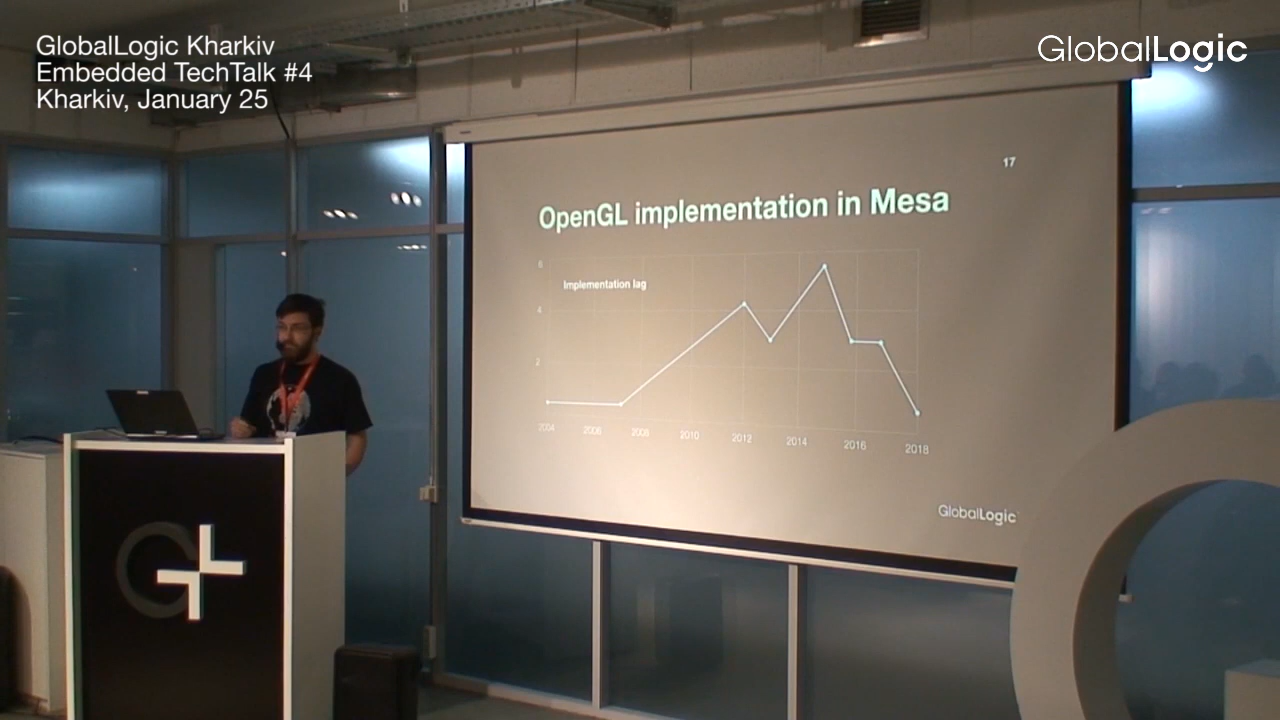 GlobalLogic Kharkiv
Embedded TechTalk #4
Kharkiv, January 25
GlobalLogic
17
OpenGL implementation in Mesa
Implementation lag
6
4
2
2004 2006 2008 2010 2012 2014 2016 2018
GlobalLogic
GL